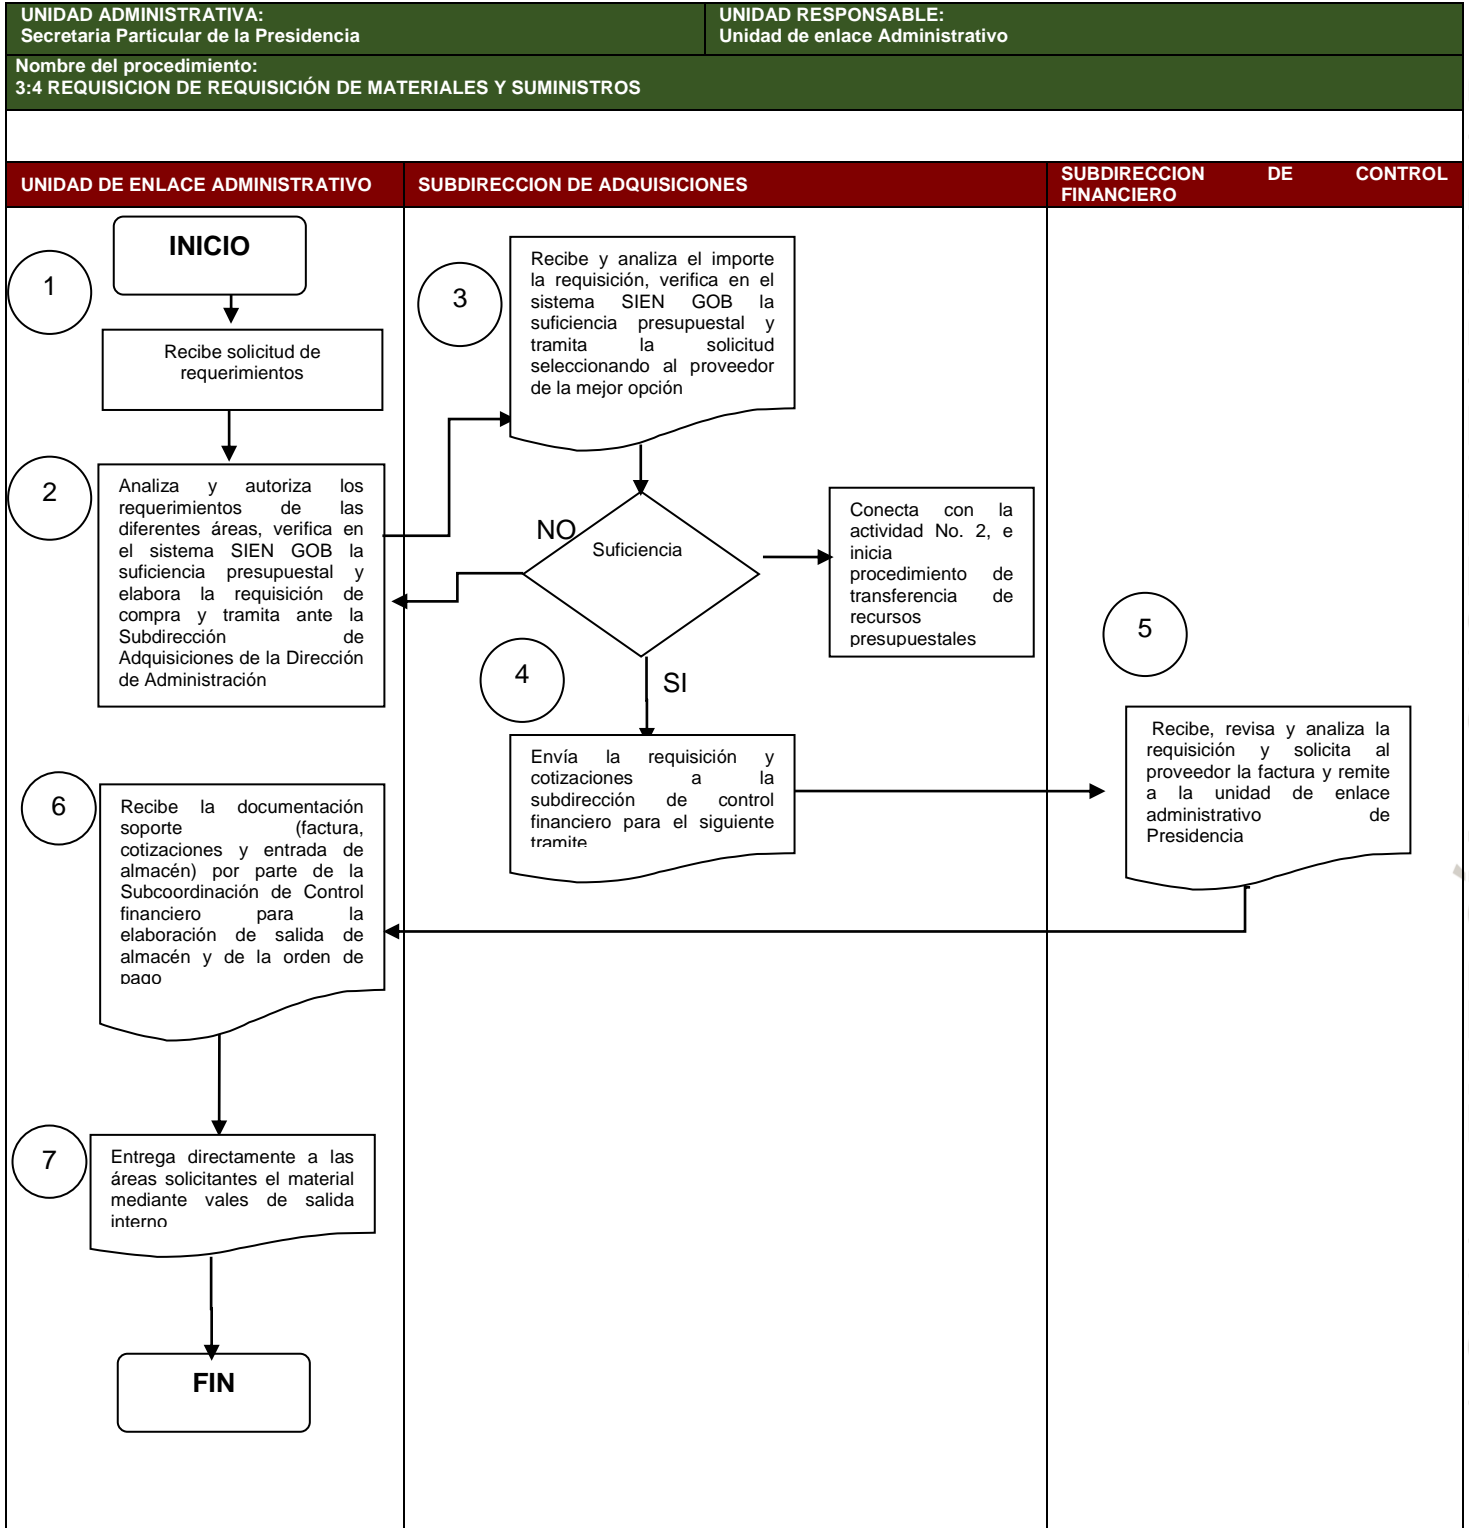 UNIDAD ADMINISTRATIVA:
Secretaria Particular de la Presidencia
UNIDAD RESPONSABLE:
Unidad de enlace Administrativo
Nombre del procedimiento:
3:4 REQUISICION DE REQUISICIÓN DE MATERIALES Y SUMINISTROS
UNIDAD DE ENLACE ADMINISTRATIVO
SUBDIRECCION DE ADQUISICIONES
SUBDIRECCION DE CONTROL
FINANCIERO
INICIO
1
Recibe solicitud de
requerimientos
2
Analiza y autoriza los
requerimientos de las
diferentes áreas, verifica en
el sistema SIEN GOB la
suficiencia presupuestal y
elabora la requisición de
compra y tramita ante la
Subdirección de
Adquisiciones de la Dirección
de Administración
3
Recibe y analiza el importe
la requisición, verifica en el
sistema SIEN GOB la
suficiencia presupuestal y
tramita la solicitud
seleccionando al proveedor
de la mejor opción
NO
Suficiencia
Conecta con la
actividad No. 2, e
inicia
procedimiento de
transferencia de
recursos
presupuestales
SI
4
Envía la requisición y
cotizaciones a la
subdirección de control
financiero para el siguiente
tramite
5
Recibe, revisa y analiza la
requisición y solicita al
proveedor la factura y remite
a la unidad de enlace
administrativo de
Presidencia
6
Recibe la documentación
soporte (factura,
cotizaciones y entrada de
almacén) por parte de la
Subcoordinación de Control
financiero para la
elaboración de salida de
almacén y de la orden de
pago
7
Entrega directamente a las
áreas solicitantes el material
mediante vales de salida
interno
FIN